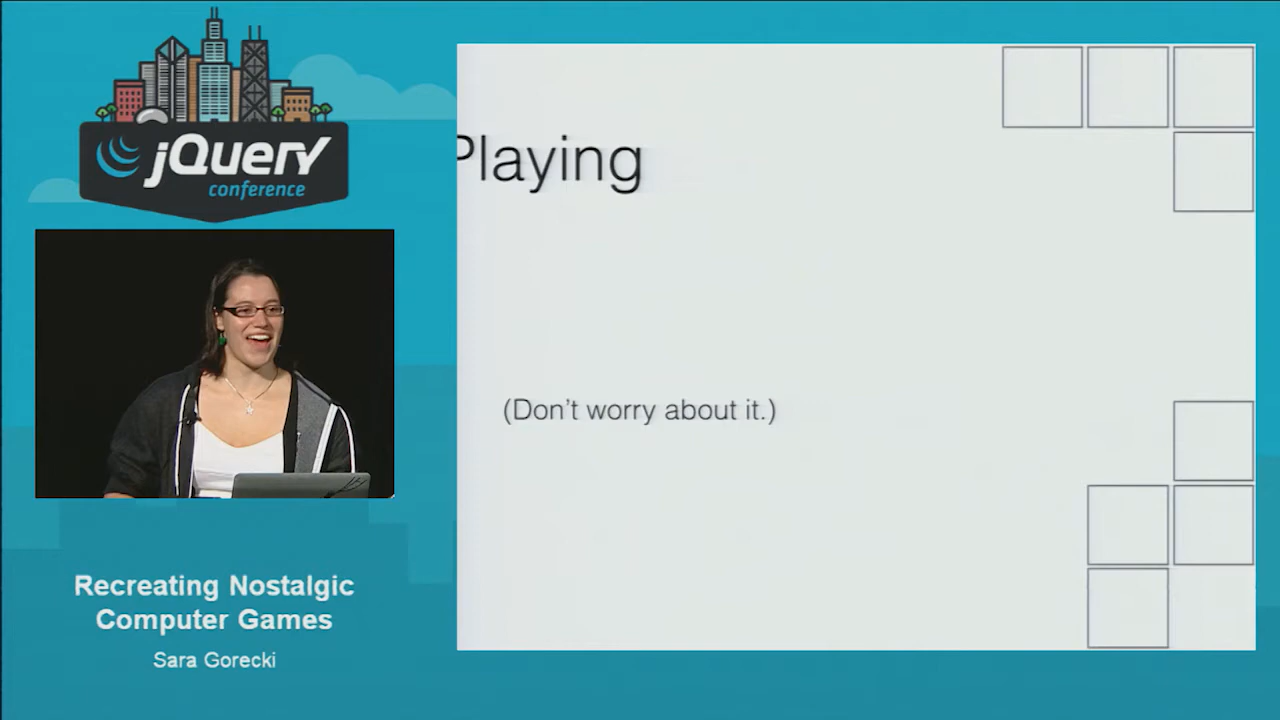 jQuery
conference
Playing
(Don't worry about it.)
Recreating Nostalgic
Computer Games
Sara Gorecki